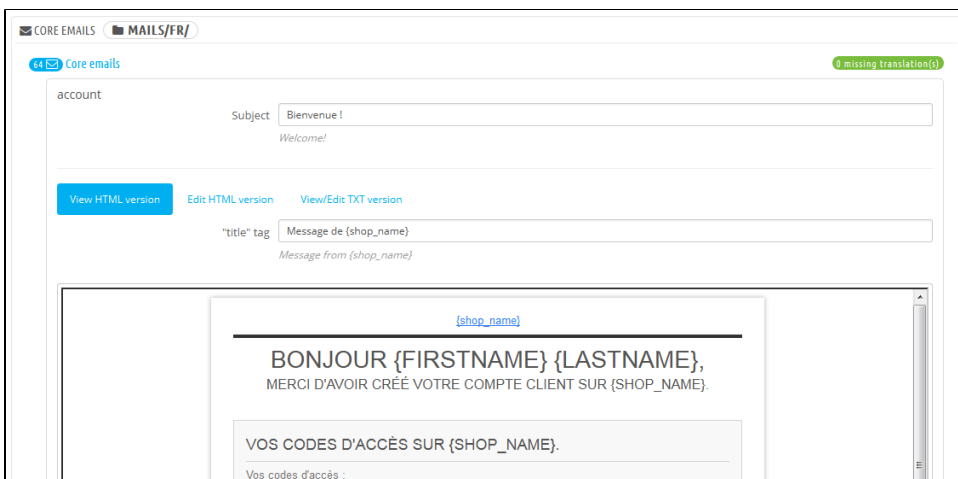 CORE EMAILS MAILS/FR/
64 Core emails 0 missing translation(s)
account
Subject Bienvenue !
Welcome!
View HTML version Edit HTML version View/Edit TXT version
"title" tag Message de {shop_name}
Message from {shop_name}
{shop_name}
BONJOUR {FIRSTNAME} {LASTNAME},
MERCI D'AVOIR CRÉÉ VOTRE COMPTE CLIENT SUR {SHOP_NAME}.
VOS CODES D'ACCÈS SUR {SHOP_NAME}.
Vos codes d'accès :